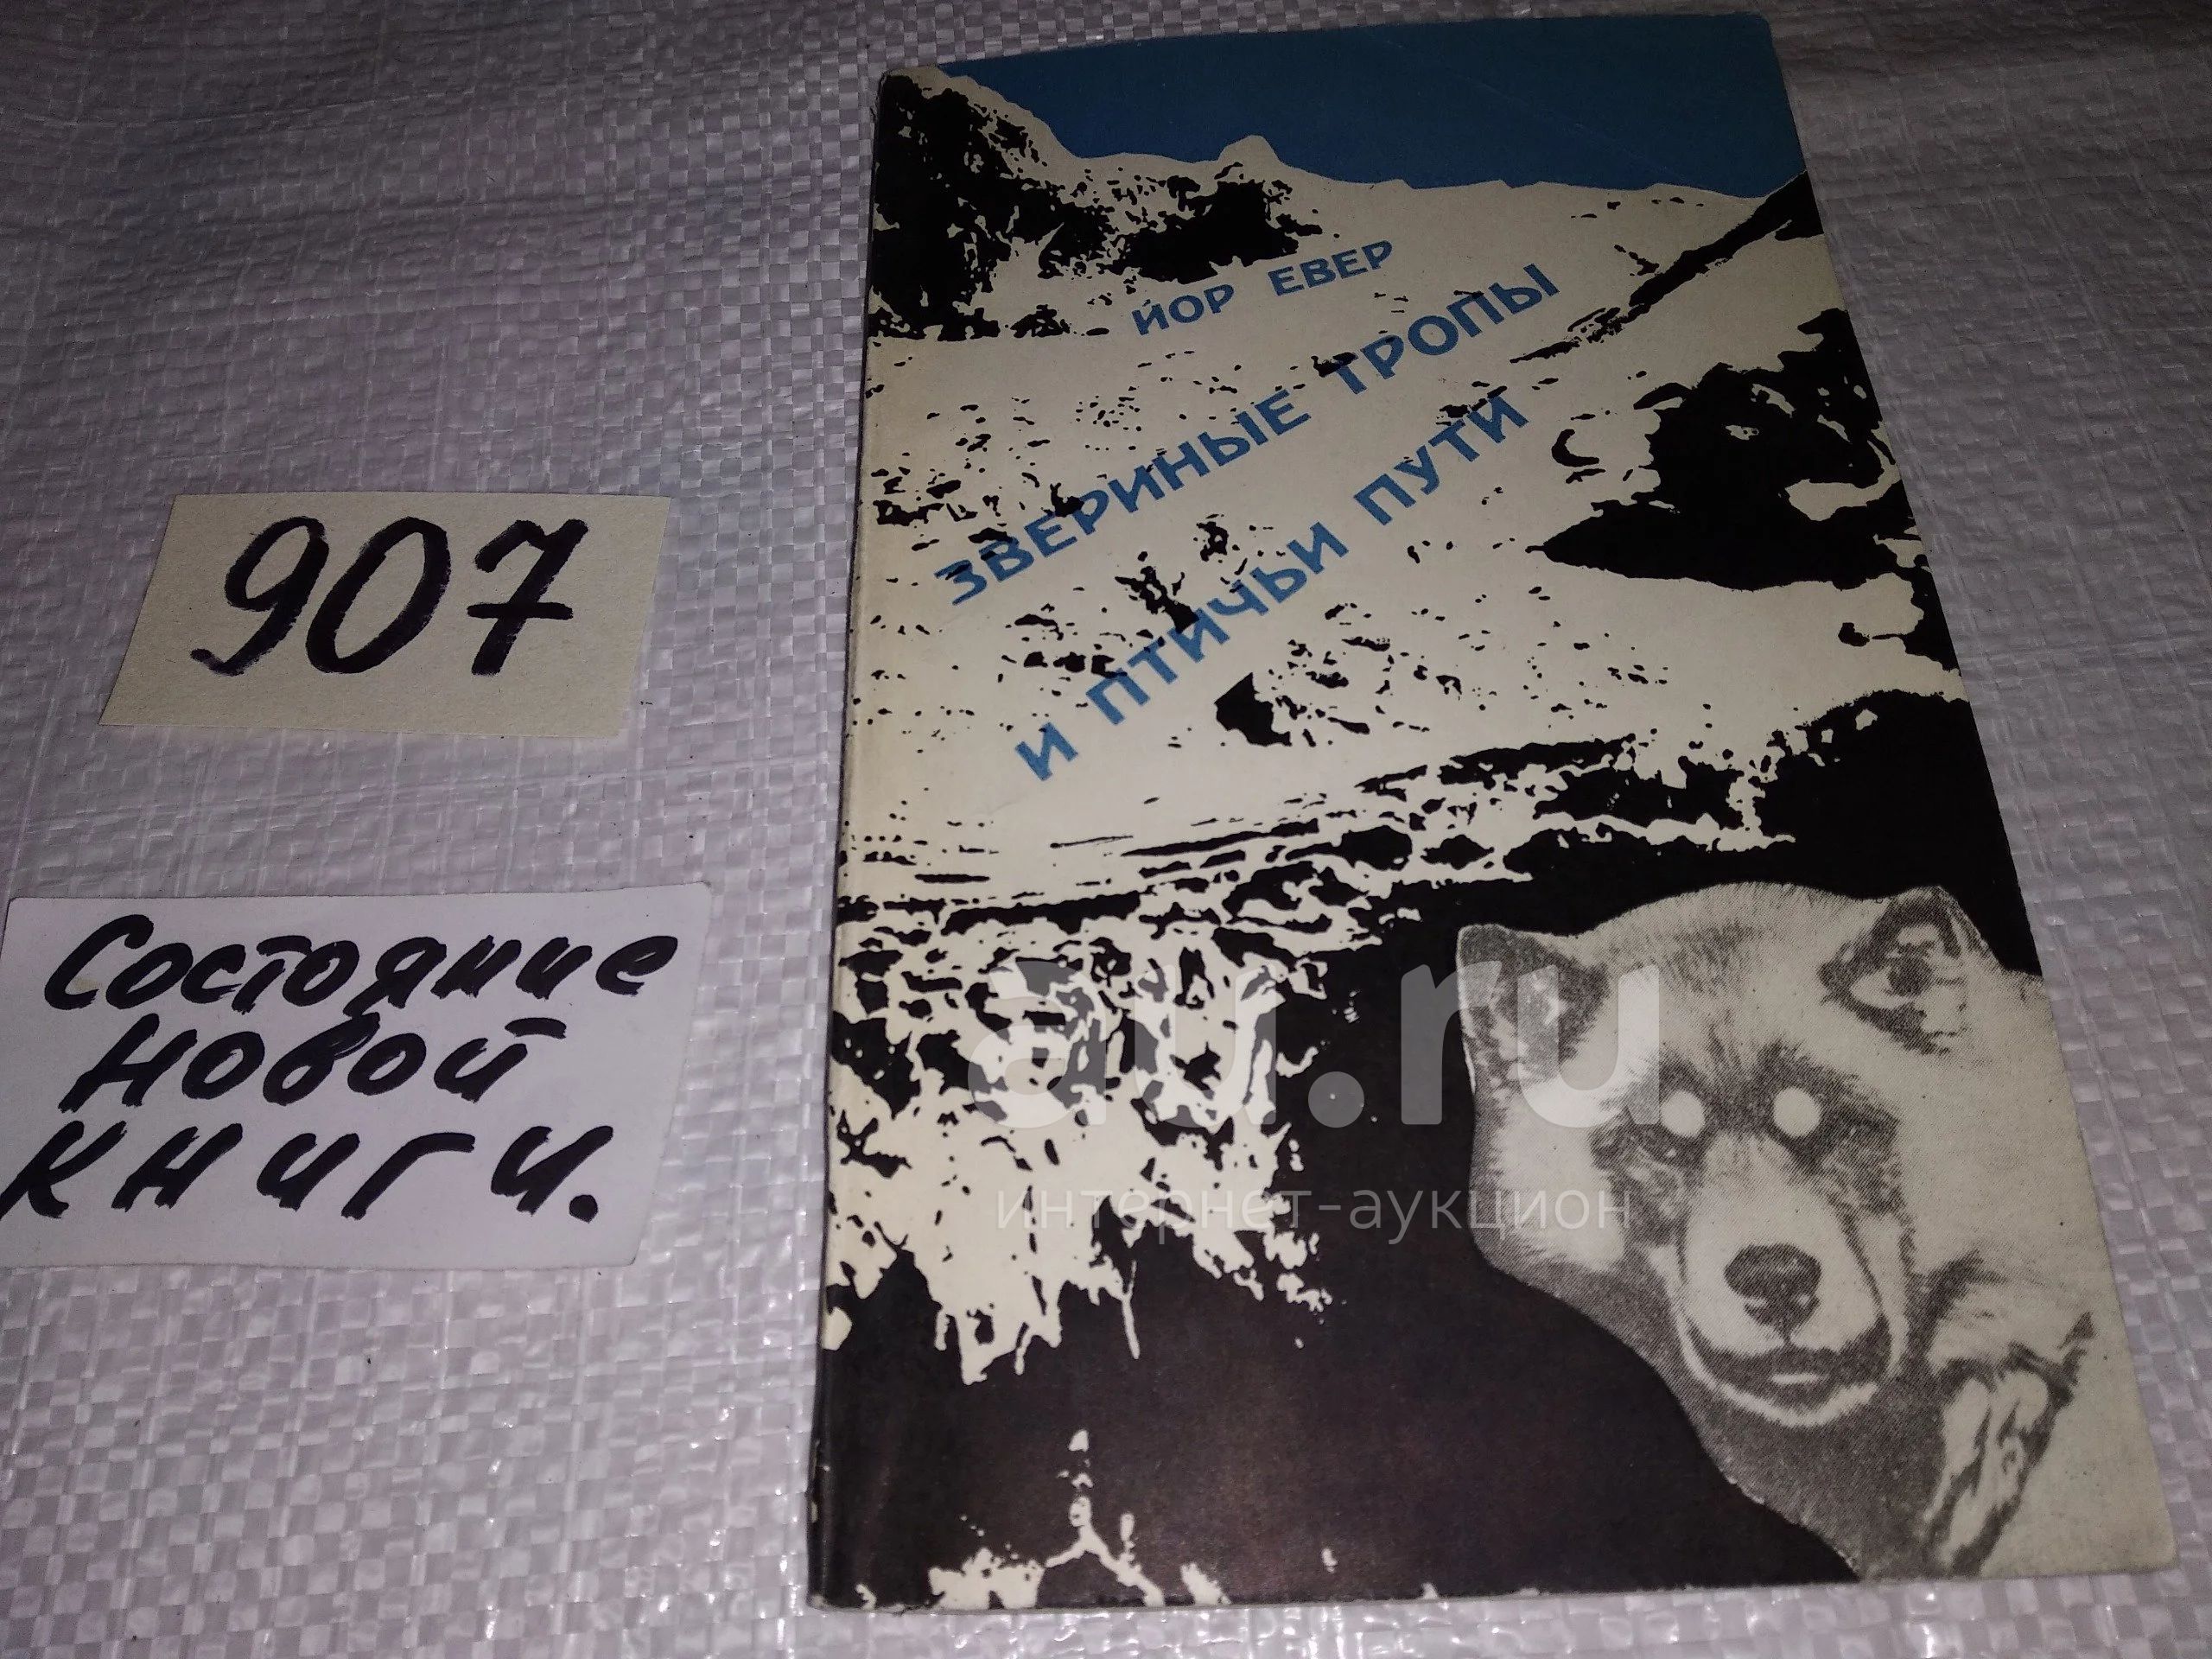 ЙОР ЕВЕР
ЗВЕРИНЫЕ ТРОПЫ
И ПТИЧЬИ ПУТИ
907
Состояние
новой
книги.
au.ru
интернет-аукцион